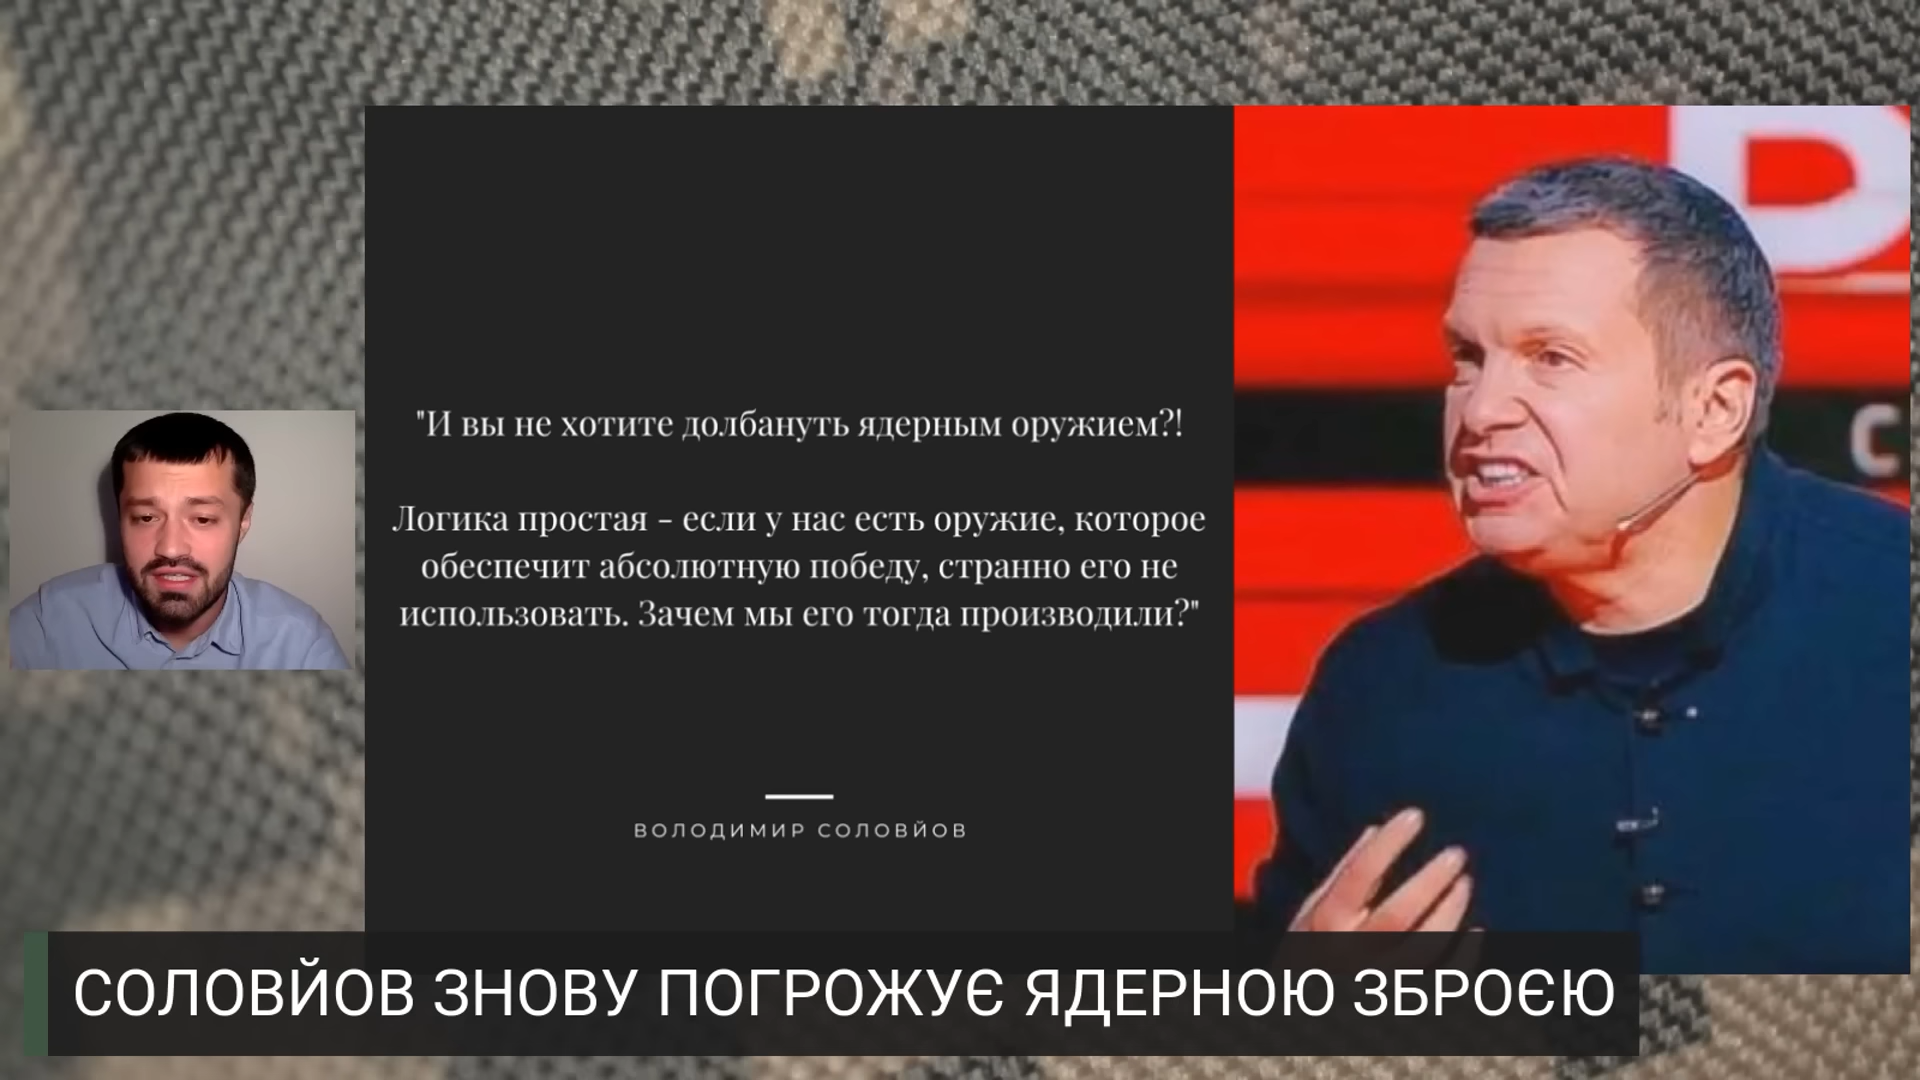 "И вы не хотите долбануть ядерным оружием?!
Логика простая - если у нас есть оружие, которое
обеспечит абсолютную победу, странно его не
использовать. Зачем мы его тогда производили?"
ВОЛОДИМИР СОЛОВЙОВ
С
СОЛОВЙОВ ЗНОВУ ПОГРОЖУЄ ЯДЕРНОЮ ЗБРОЄЮ